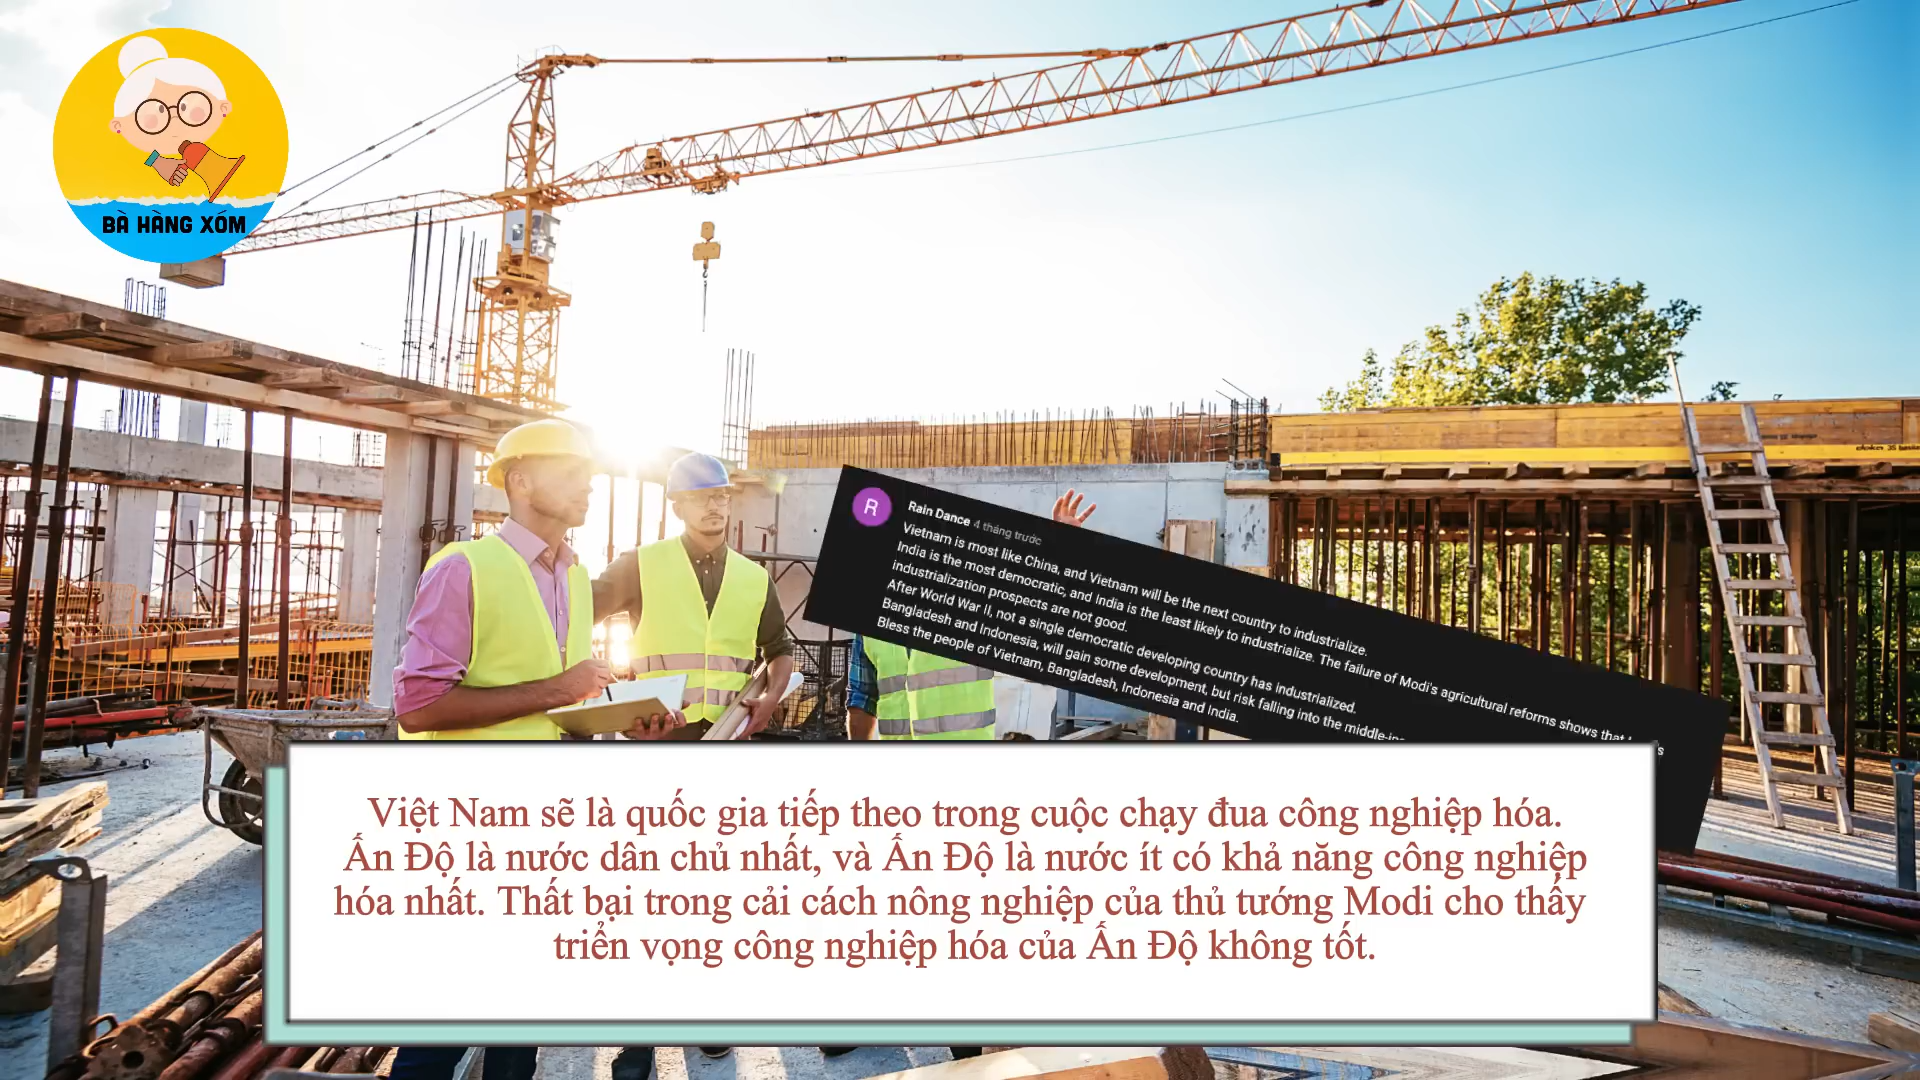 BÀ HÀNG XÓM
R
Rain Dance 4 tháng trước
Vietnam is most like China, and Vietnam will be the next country to industrialize.
India is the most democratic, and India is the least likely to industrialize. The failure of Modi's agricultural reforms shows that
industrialization prospects are not good.
After World War II, not a single democratic developing country has industrialized.
Bangladesh and Indonesia, will gain some development, but risk falling into the
Bless the people of Vietnam, Bangladesh, Indonesia and India.
Việt Nam sẽ là quốc gia tiếp theo trong cuộc chạy đua công nghiệp hóa.
Ấn Độ là nước dân chủ nhất, và Ấn Độ là nước ít có khả năng công nghiệp
hóa nhất. Thất bại trong cải cách nông nghiệp của thủ tướng Modi cho thấy
triển vọng công nghiệp hóa của Ấn Độ không tốt.